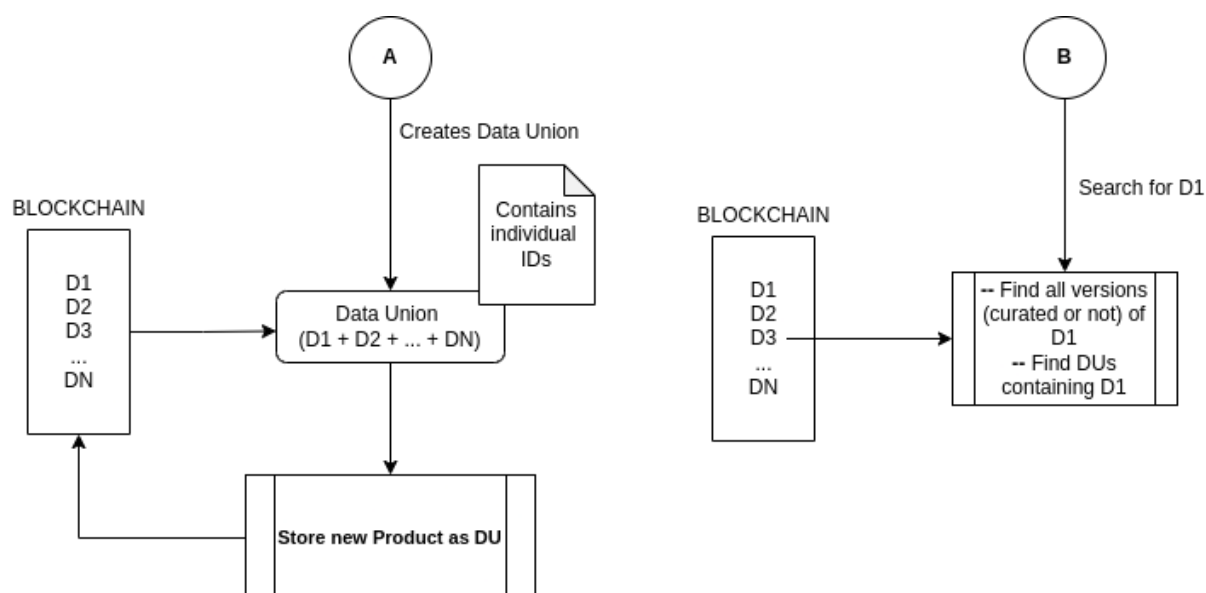 A
Creates Data Union
Contains
individual
IDs
BLOCKCHAIN
D1
D2
D3
...
DN
Data Union
(D1 + D2 + ... + DN)
Store new Product as DU
B
Search for D1
BLOCKCHAIN
D1
D2
D3
...
DN
-- Find all versions
(curated or not) of
D1
-- Find DUs
containing D1